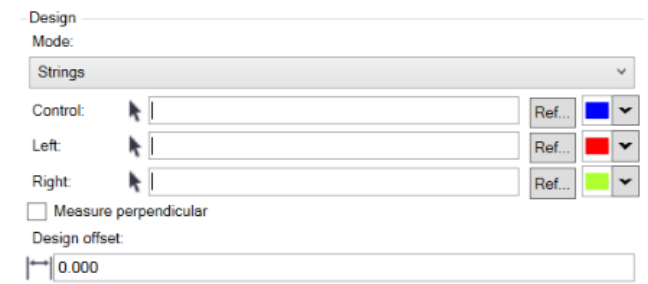 Design
Mode:
Strings
Control: Ref...
Left: Ref...
Right: Ref...
Measure perpendicular
Design offset:
0.000